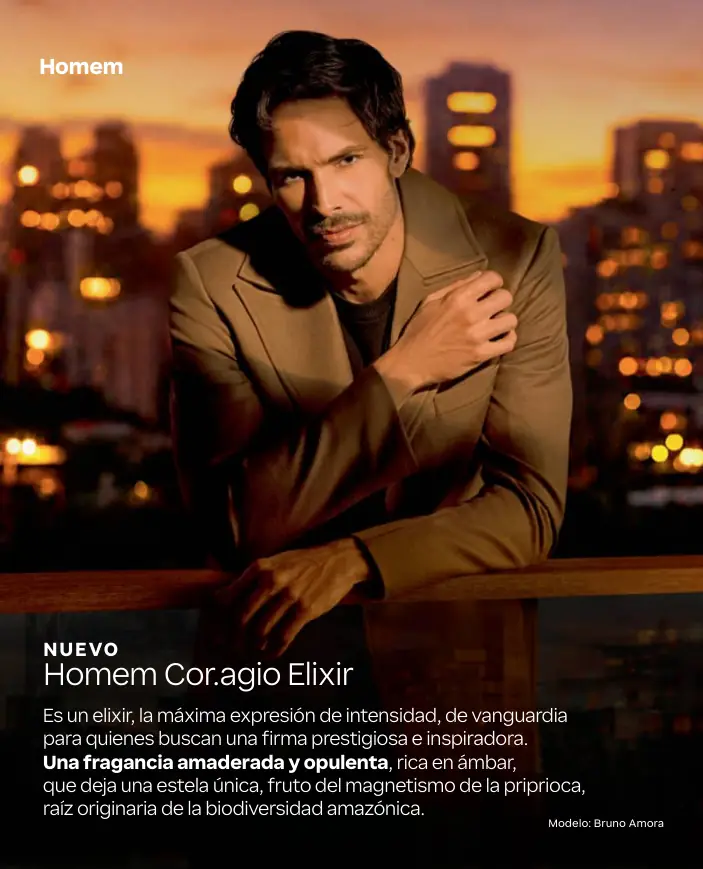 Homem
NUEVO
Homem Cor.agio Elixir
Es un elixir, la máxima expresión de intensidad, de vanguardia
para quienes buscan una firma prestigiosa e inspiradora.
Una fragancia amaderada y opulenta, rica en ámbar,
que deja una estela única, fruto del magnetismo de la priprioca,
raíz originaria de la biodiversidad amazónica.
Modelo: Bruno Amora